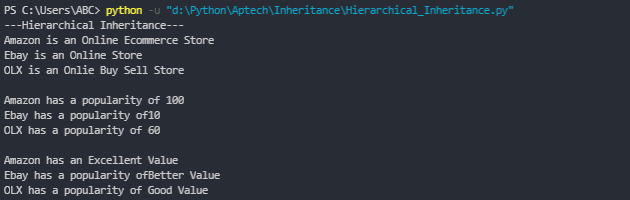 PS C:\Users\ABC> python -u "d:\Python\Aptech\Inheritance\Hierarchical_Inheritance.py"
---Hierarchical Inheritance---
Amazon is an Online Ecommerce Store
Ebay is an Online Store
OLX is an Onlie Buy Sell Store
Amazon has a popularity of 100
Ebay has a popularity of10
OLX has a popularity of 60
Amazon has an Excellent Value
Ebay has a popularity ofBetter Value
OLX has a popularity of Good Value